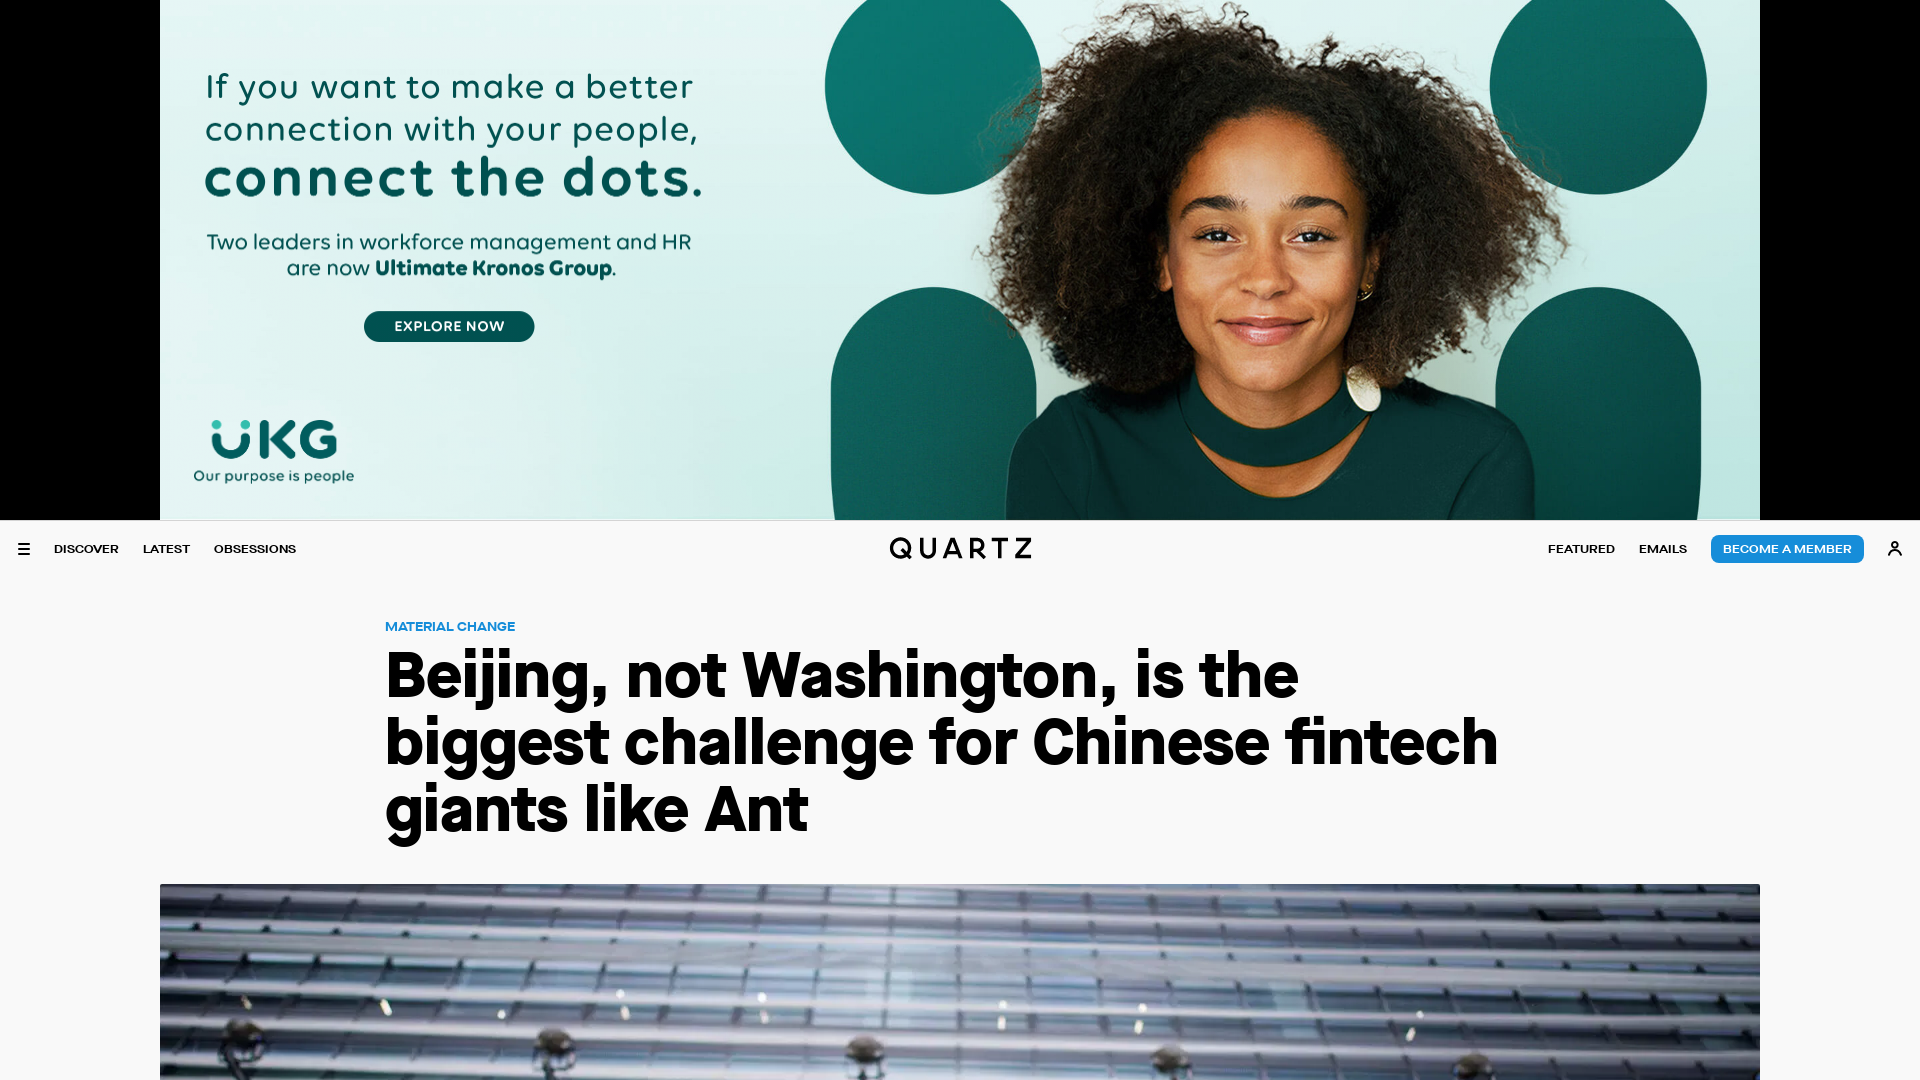 If you want to make a better
connection with your people,
connect the dots.
Two leaders in workforce management and HR
are now Ultimate Kronos Group.
EXPLORE NOW
UKG
Our purpose is people
DISCOVER LATEST OBSESSIONS QUARTZ FEATURED EMAILS BECOME A MEMBER
MATERIAL CHANGE
Beijing, not Washington, is the
biggest challenge for Chinese fintech
giants like Ant